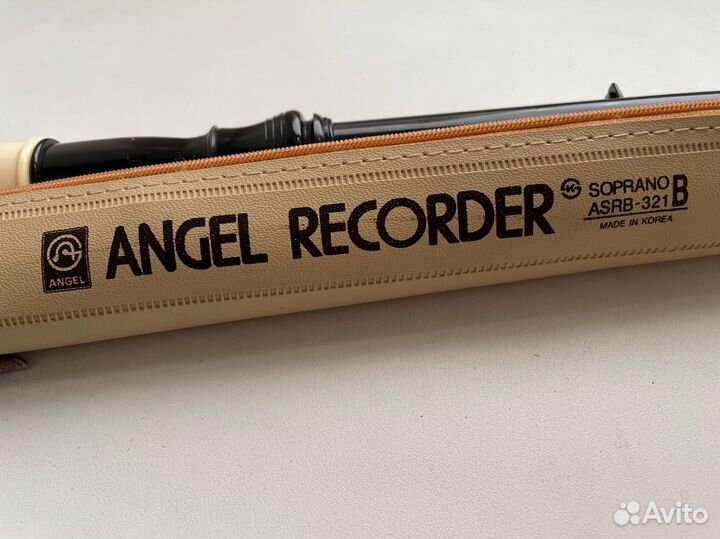 ANGEL
ANGEL RECORDER
SOPRANO
ASRB-321 B
MADE IN KOREA
Avito